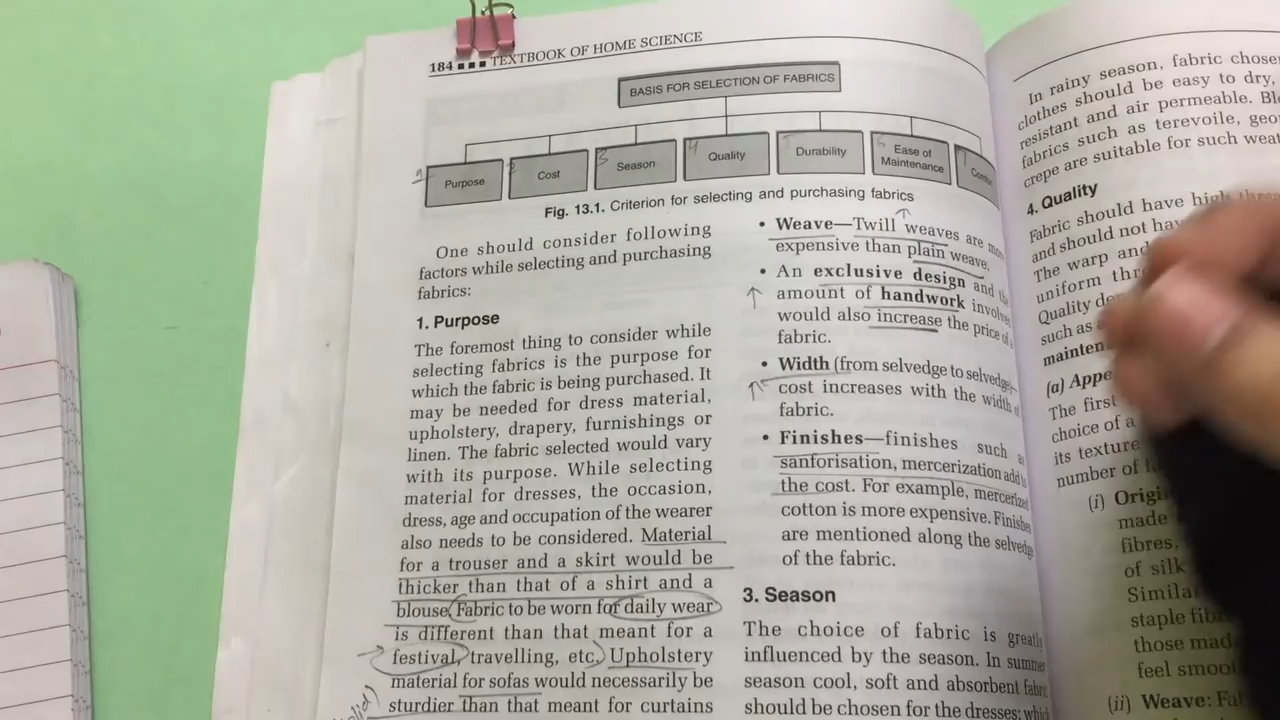 184 ■■■ TEXTBOOK OF HOME SCIENCE
BASIS FOR SELECTION OF FABRICS
Purpose
Cost
Season
Quality
Durability
Ease of
Maintenance
1
2
3
4
5
6
Fig. 13.1. Criterion for selecting and purchasing fabrics
One should consider following
factors while selecting and purchasing
fabrics:
1. Purpose
The foremost thing to consider while
selecting fabrics is the purpose for
which the fabric is being purchased. It
may be needed for dress material,
upholstery, drapery, furnishings or
linen. The fabric selected would vary
with its purpose. While selecting
material for dresses, the occasion,
dress, age and occupation of the wearer
also needs to be considered. Material
for a trouser and a skirt would be
thicker than that of a shirt and a
blouse. Fabric to be worn for daily wear
is different than that meant for a
festival, travelling, etc. Upholstery
material for sofas would necessarily be
sturdier than that meant for curtains
• Weave—Twill weaves are
expensive than plain weave.
• An exclusive design and
amount of handwork
would also increase the price of
fabric.
• Width (from selvedge to selvedge)—
cost increases with the width
fabric.
• Finishes—finishes such
sanforisation, mercerization add
the cost. For example,
cotton is more expensive.
are mentioned along the
of the fabric.
3. Season
The choice of fabric is
influenced by the season. In
season cool, soft and absorbent
should be chosen for the dresses;
In rainy season, fabric
clothes should be easy to dry,
resistant and air permeable.
fabrics such as terevoile,
crepe are suitable for such
4. Quality
Fabric should have high
and should not
The warp and
uniform
Quality
such as
(a)
The first
choice of a
its texture
number of
(i)
made
fibres.
of silk
Similar
staple
those made
feel
(ii) Weave: